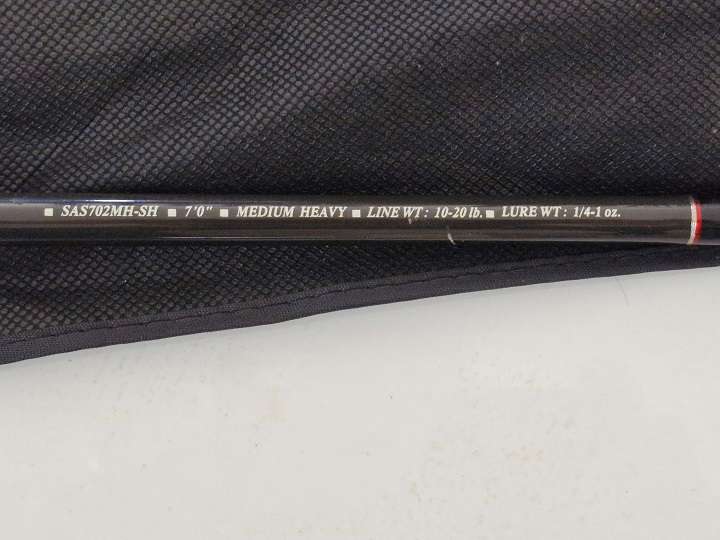 ■ SAS702MH-SH ■ 7'0" ■ MEDIUM HEAVY ■ LINE WT: 10-20 lb. ■ LURE WT: 1/4-1 oz.